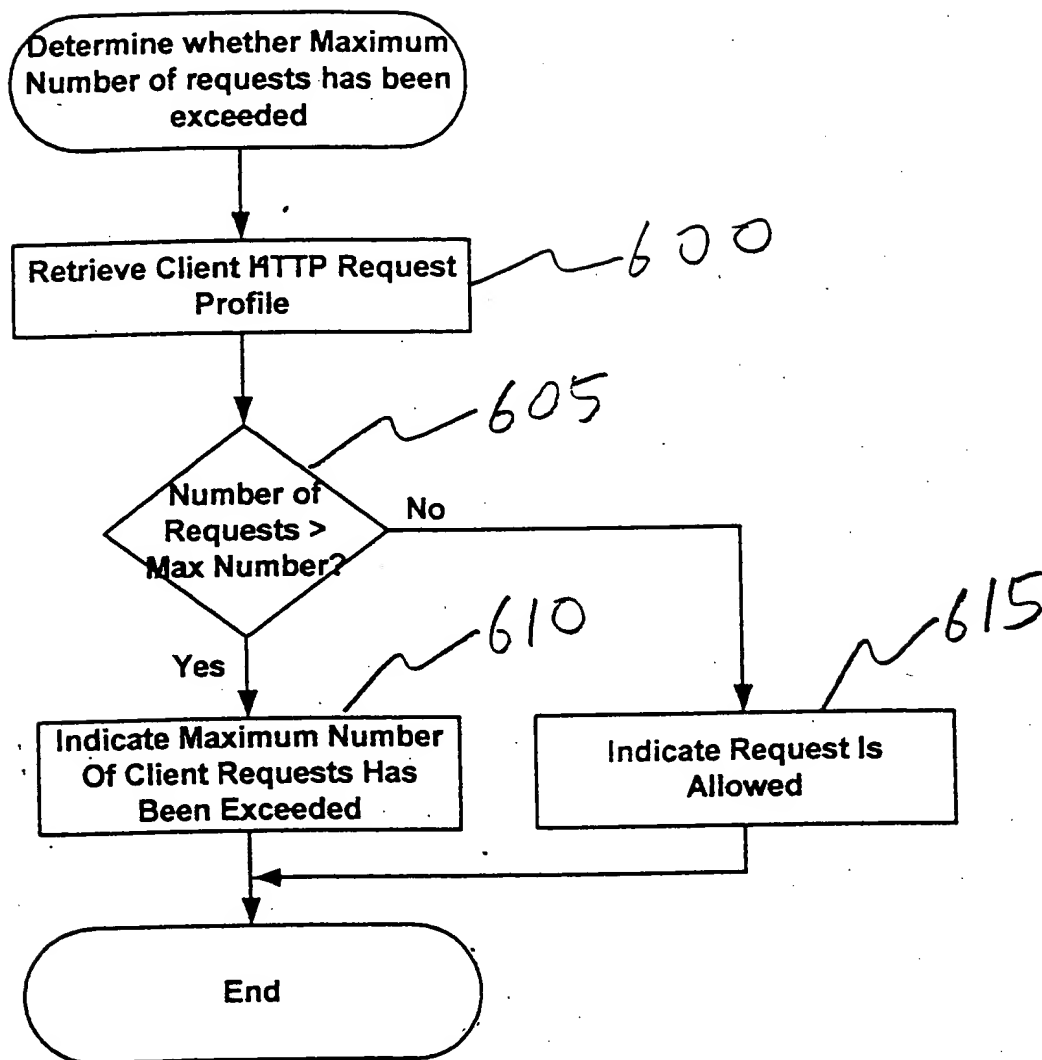 Determine whether Maximum
Number of requests has been
exceeded
Retrieve Client HTTP Request
Profile
600
605
Number of
Requests >
Max Number?
No
Yes
610
615
Indicate Maximum Number
Of Client Requests Has
Been Exceeded
Indicate Request Is
Allowed
End